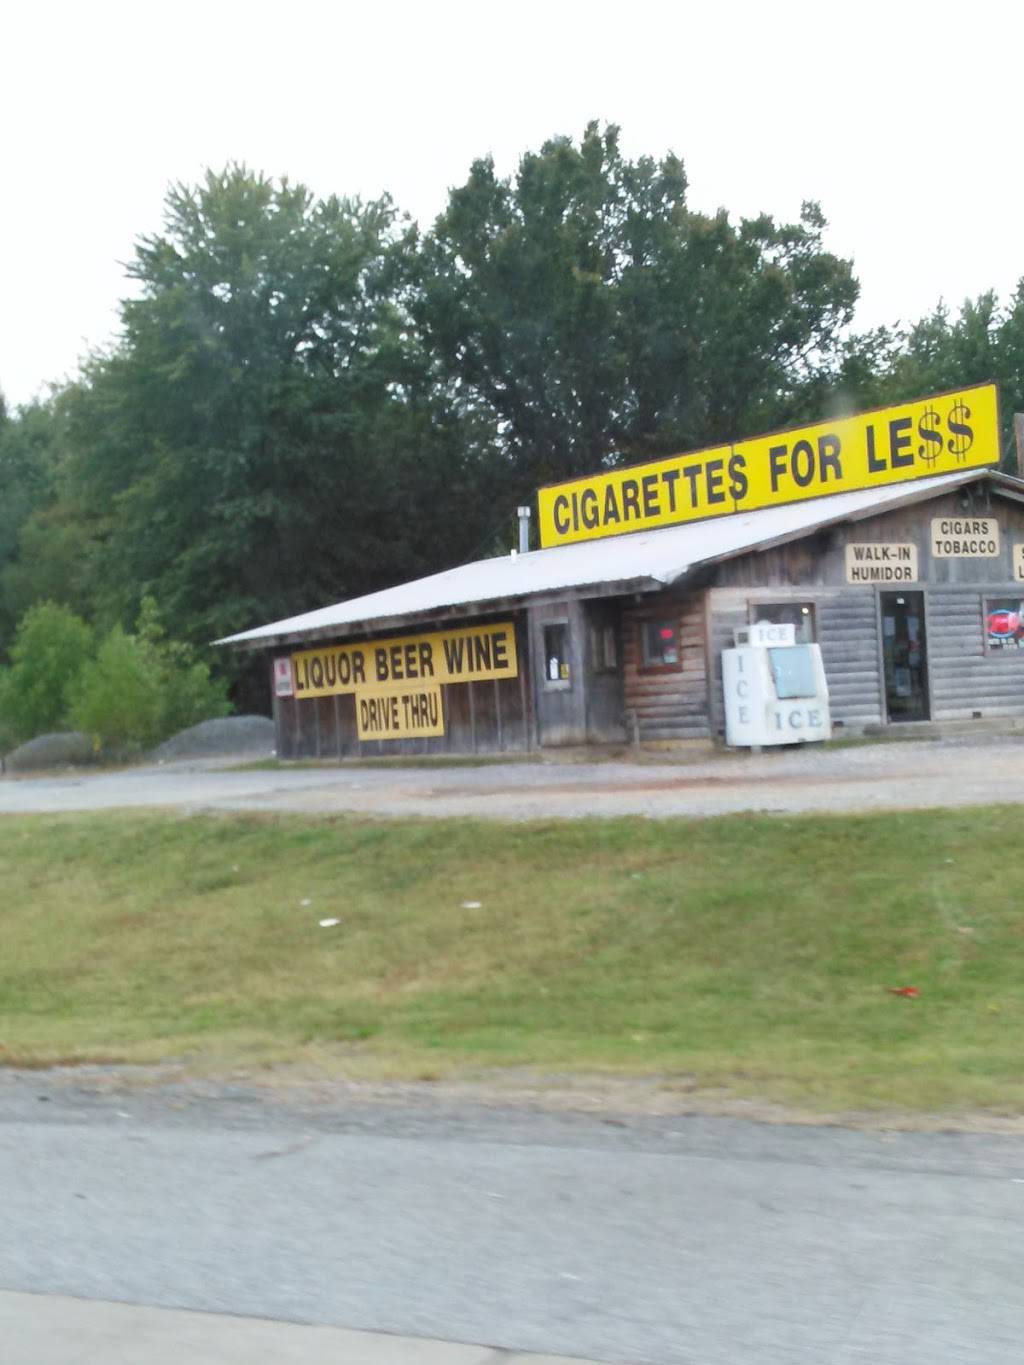 CIGARETTES FOR LE$$
CIGARS
TOBACCO
WALK-IN
HUMIDOR
LIQUOR BEER WINE
DRIVE THRU
ICE
ICE
ICE